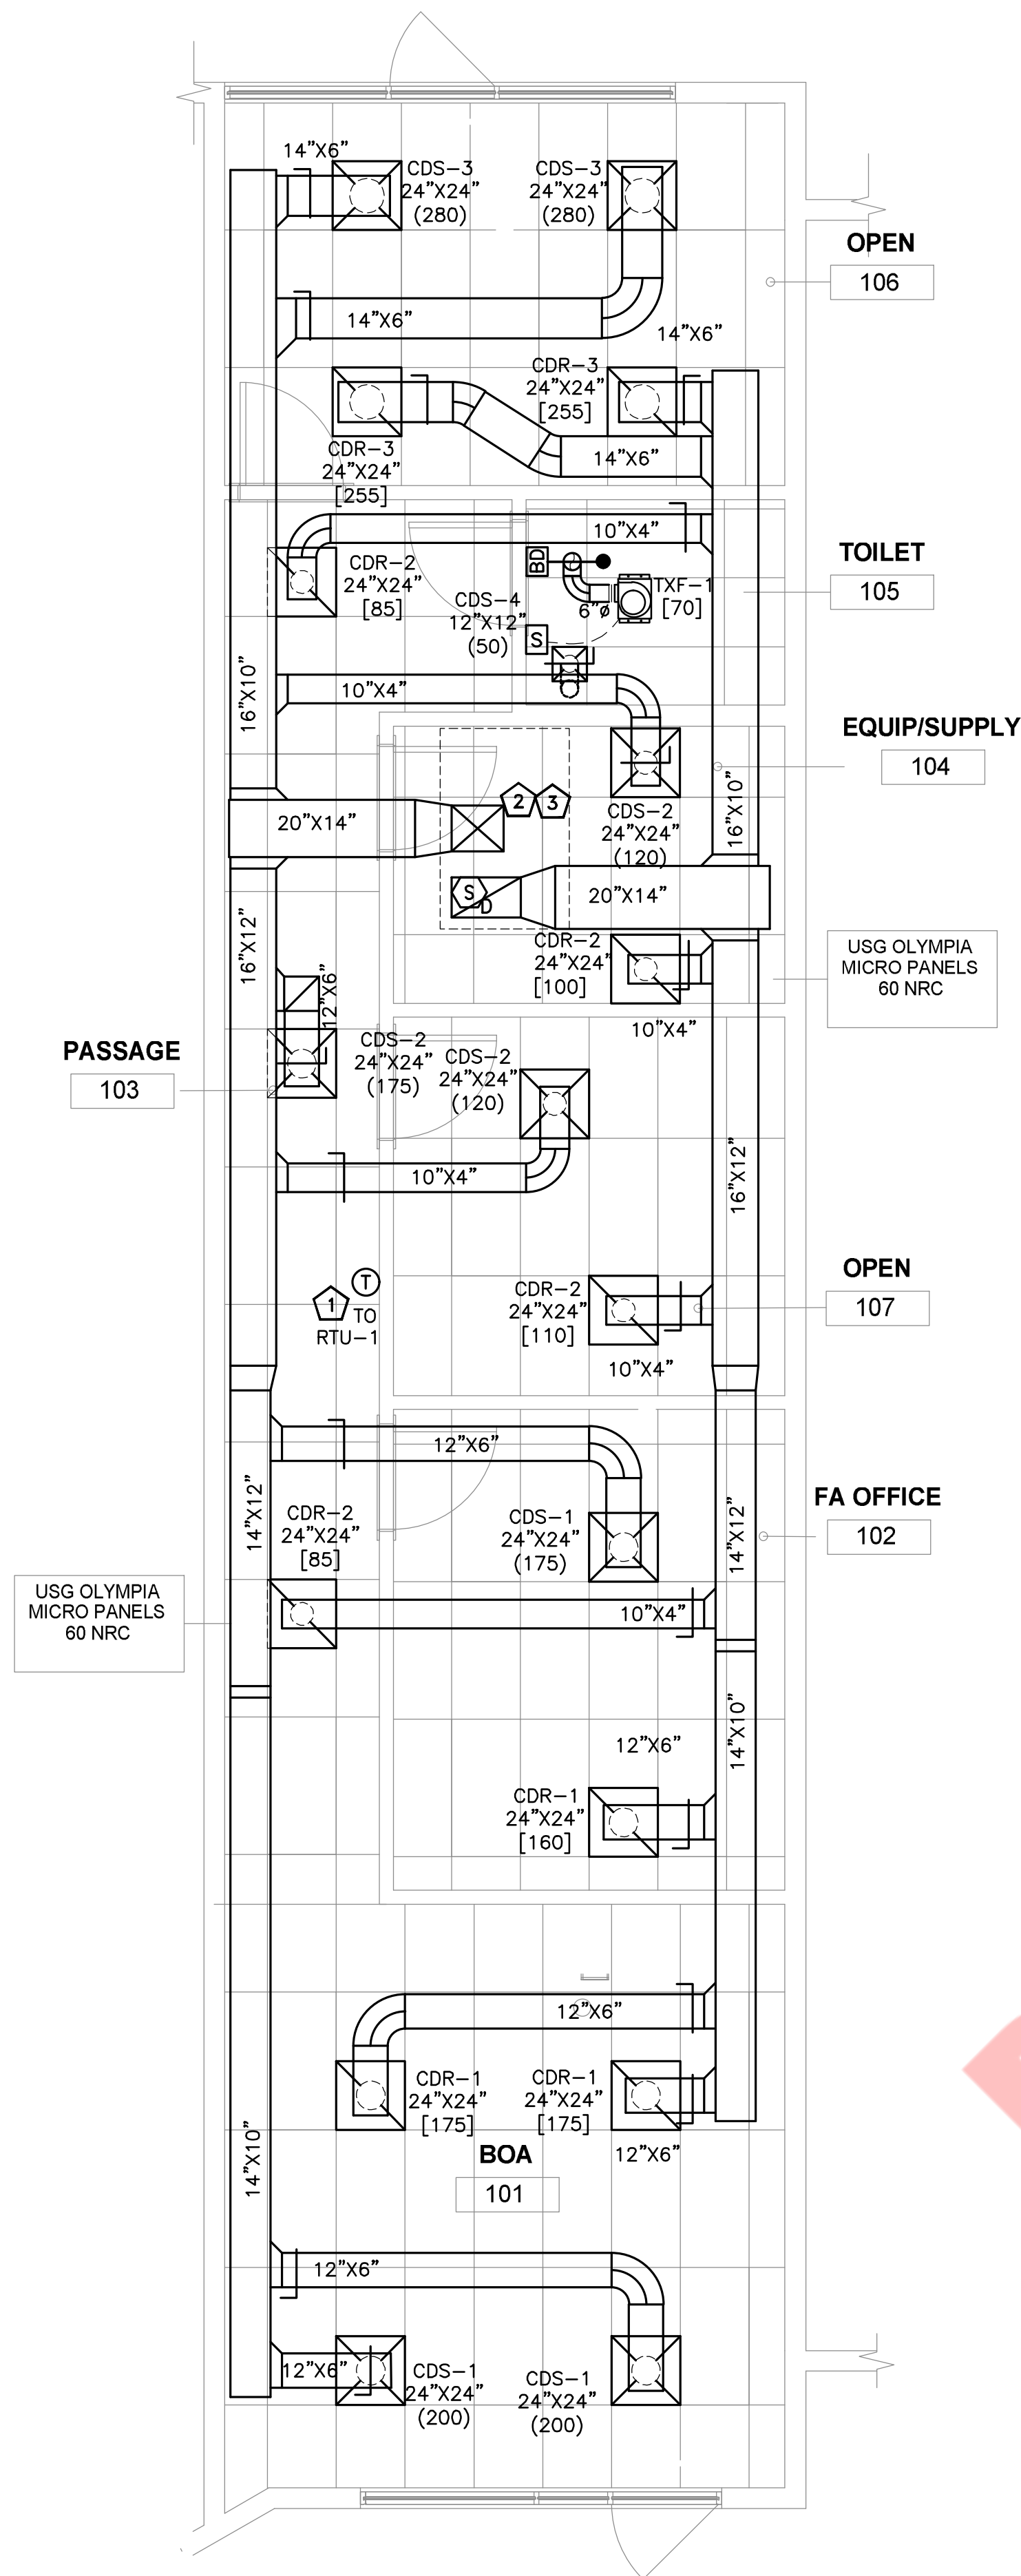 14”X6”
CDS-3
24”X24”
(280)
CDS-3
24”X24”
(280)
OPEN
106
14”X6”
14”X6”
CDR-3
24”X24”
[255]
CDR-3
24”X24”
[255]
14”X6”
10”X4”
CDR-2
24”X24”
[85]
BD
TXF-1
[70]
6”ø
TOILET
105
CDS-4
12”X12”
(50)
S
16”X10”
10”X4”
EQUIP/SUPPLY
104
16”X10”
2
3
20”X14”
CDS-2
24”X24”
(120)
S
D
20”X14”
16”X12”
CDR-2
24”X24”
[100]
USG OLYMPIA
MICRO PANELS
60 NRC
12”X6”
10”X4”
PASSAGE
103
CDS-2
24”X24”
(175)
CDS-2
24”X24”
(120)
10”X4”
16”X12”
T
1
TO
RTU-1
CDR-2
24”X24”
[110]
OPEN
107
10”X4”
12”X6”
14”X12”
CDR-2
24”X24”
[85]
CDS-1
24”X24”
(175)
14”X12”
FA OFFICE
102
USG OLYMPIA
MICRO PANELS
60 NRC
10”X4”
14”X10”
12”X6”
CDR-1
24”X24”
[160]
12”X6”
CDR-1
24”X24”
[175]
CDR-1
24”X24”
[175]
14”X10”
12”X6”
BOA
101
12”X6”
12”X6”
CDS-1
24”X24”
(200)
CDS-1
24”X24”
(200)